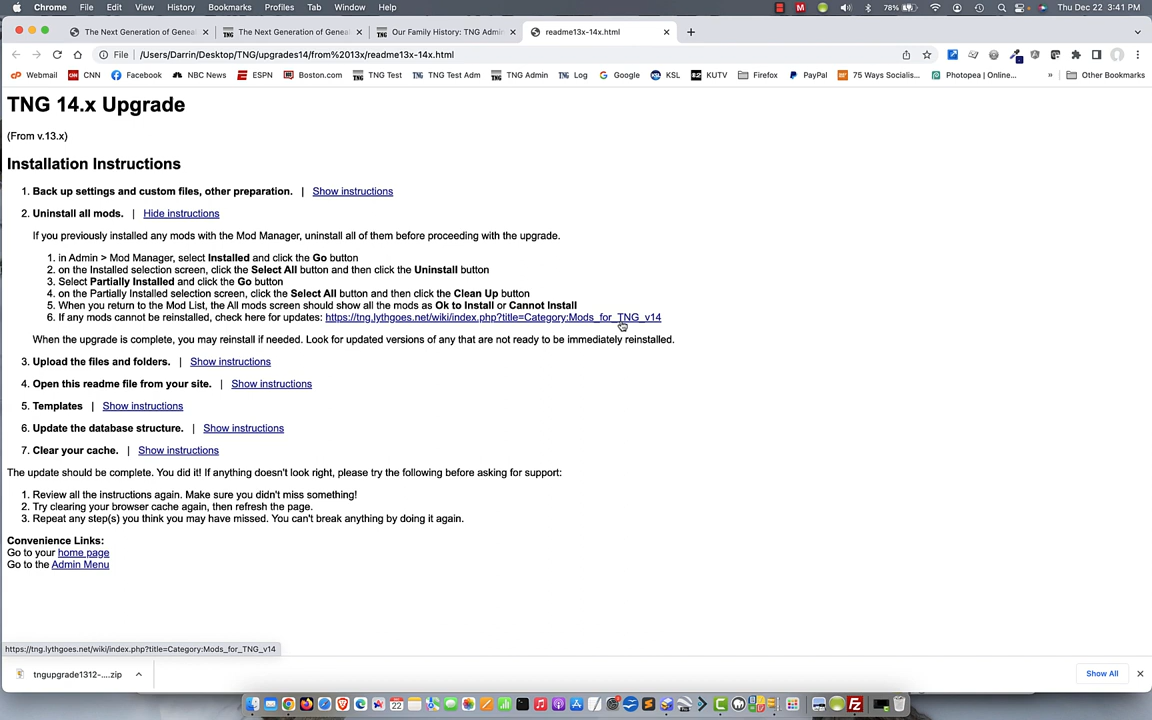 Chrome File Edit View History Bookmarks Profiles Tab Window Help 78% Thu Dec 22 3:41 PM
The Next Generation of Geneal The Next Generation of Geneal Our Family History: TNG Admin readme13x-14x.html
File /Users/Darrin/Desktop/TNG/upgrades14/from%2013x/readme13x-14x.html
Webmail CNN Facebook NBC News ESPN Boston.com TNG Test TNG Test Adm TNG Admin Log Google KSL KUTV Firefox PayPal 75 Ways Socialis... Photopea | Online... Other Bookmarks
TNG 14.x Upgrade
(From v.13.x)
Installation Instructions
1. Back up settings and custom files, other preparation. | Show instructions
2. Uninstall all mods. | Hide instructions
If you previously installed any mods with the Mod Manager, uninstall all of them before proceeding with the upgrade.
1. in Admin > Mod Manager, select Installed and click the Go button
2. on the Installed selection screen, click the Select All button and then click the Uninstall button
3. Select Partially Installed and click the Go button
4. on the Partially Installed selection screen, click the Select All button and then click the Clean Up button
5. When you return to the Mod List, the All mods screen should show all the mods as Ok to Install or Cannot Install
6. If any mods cannot be reinstalled, check here for updates: https://tng.lythgoes.net/wiki/index.php?title=Category:Mods_for_TNG_v14
When the upgrade is complete, you may reinstall if needed. Look for updated versions of any that are not ready to be immediately reinstalled.
3. Upload the files and folders. | Show instructions
4. Open this readme file from your site. | Show instructions
5. Templates | Show instructions
6. Update the database structure. | Show instructions
7. Clear your cache. | Show instructions
The update should be complete. You did it! If anything doesn't look right, please try the following before asking for support:
1. Review all the instructions again. Make sure you didn't miss something!
2. Try clearing your browser cache again, then refresh the page.
3. Repeat any step(s) you think you may have missed. You can't break anything by doing it again.
Convenience Links:
Go to your home page
Go to the Admin Menu
https://tng.lythgoes.net/wiki/index.php?title=Category:Mods_for_TNG_v14
tngupgrade1312-....zip Show All